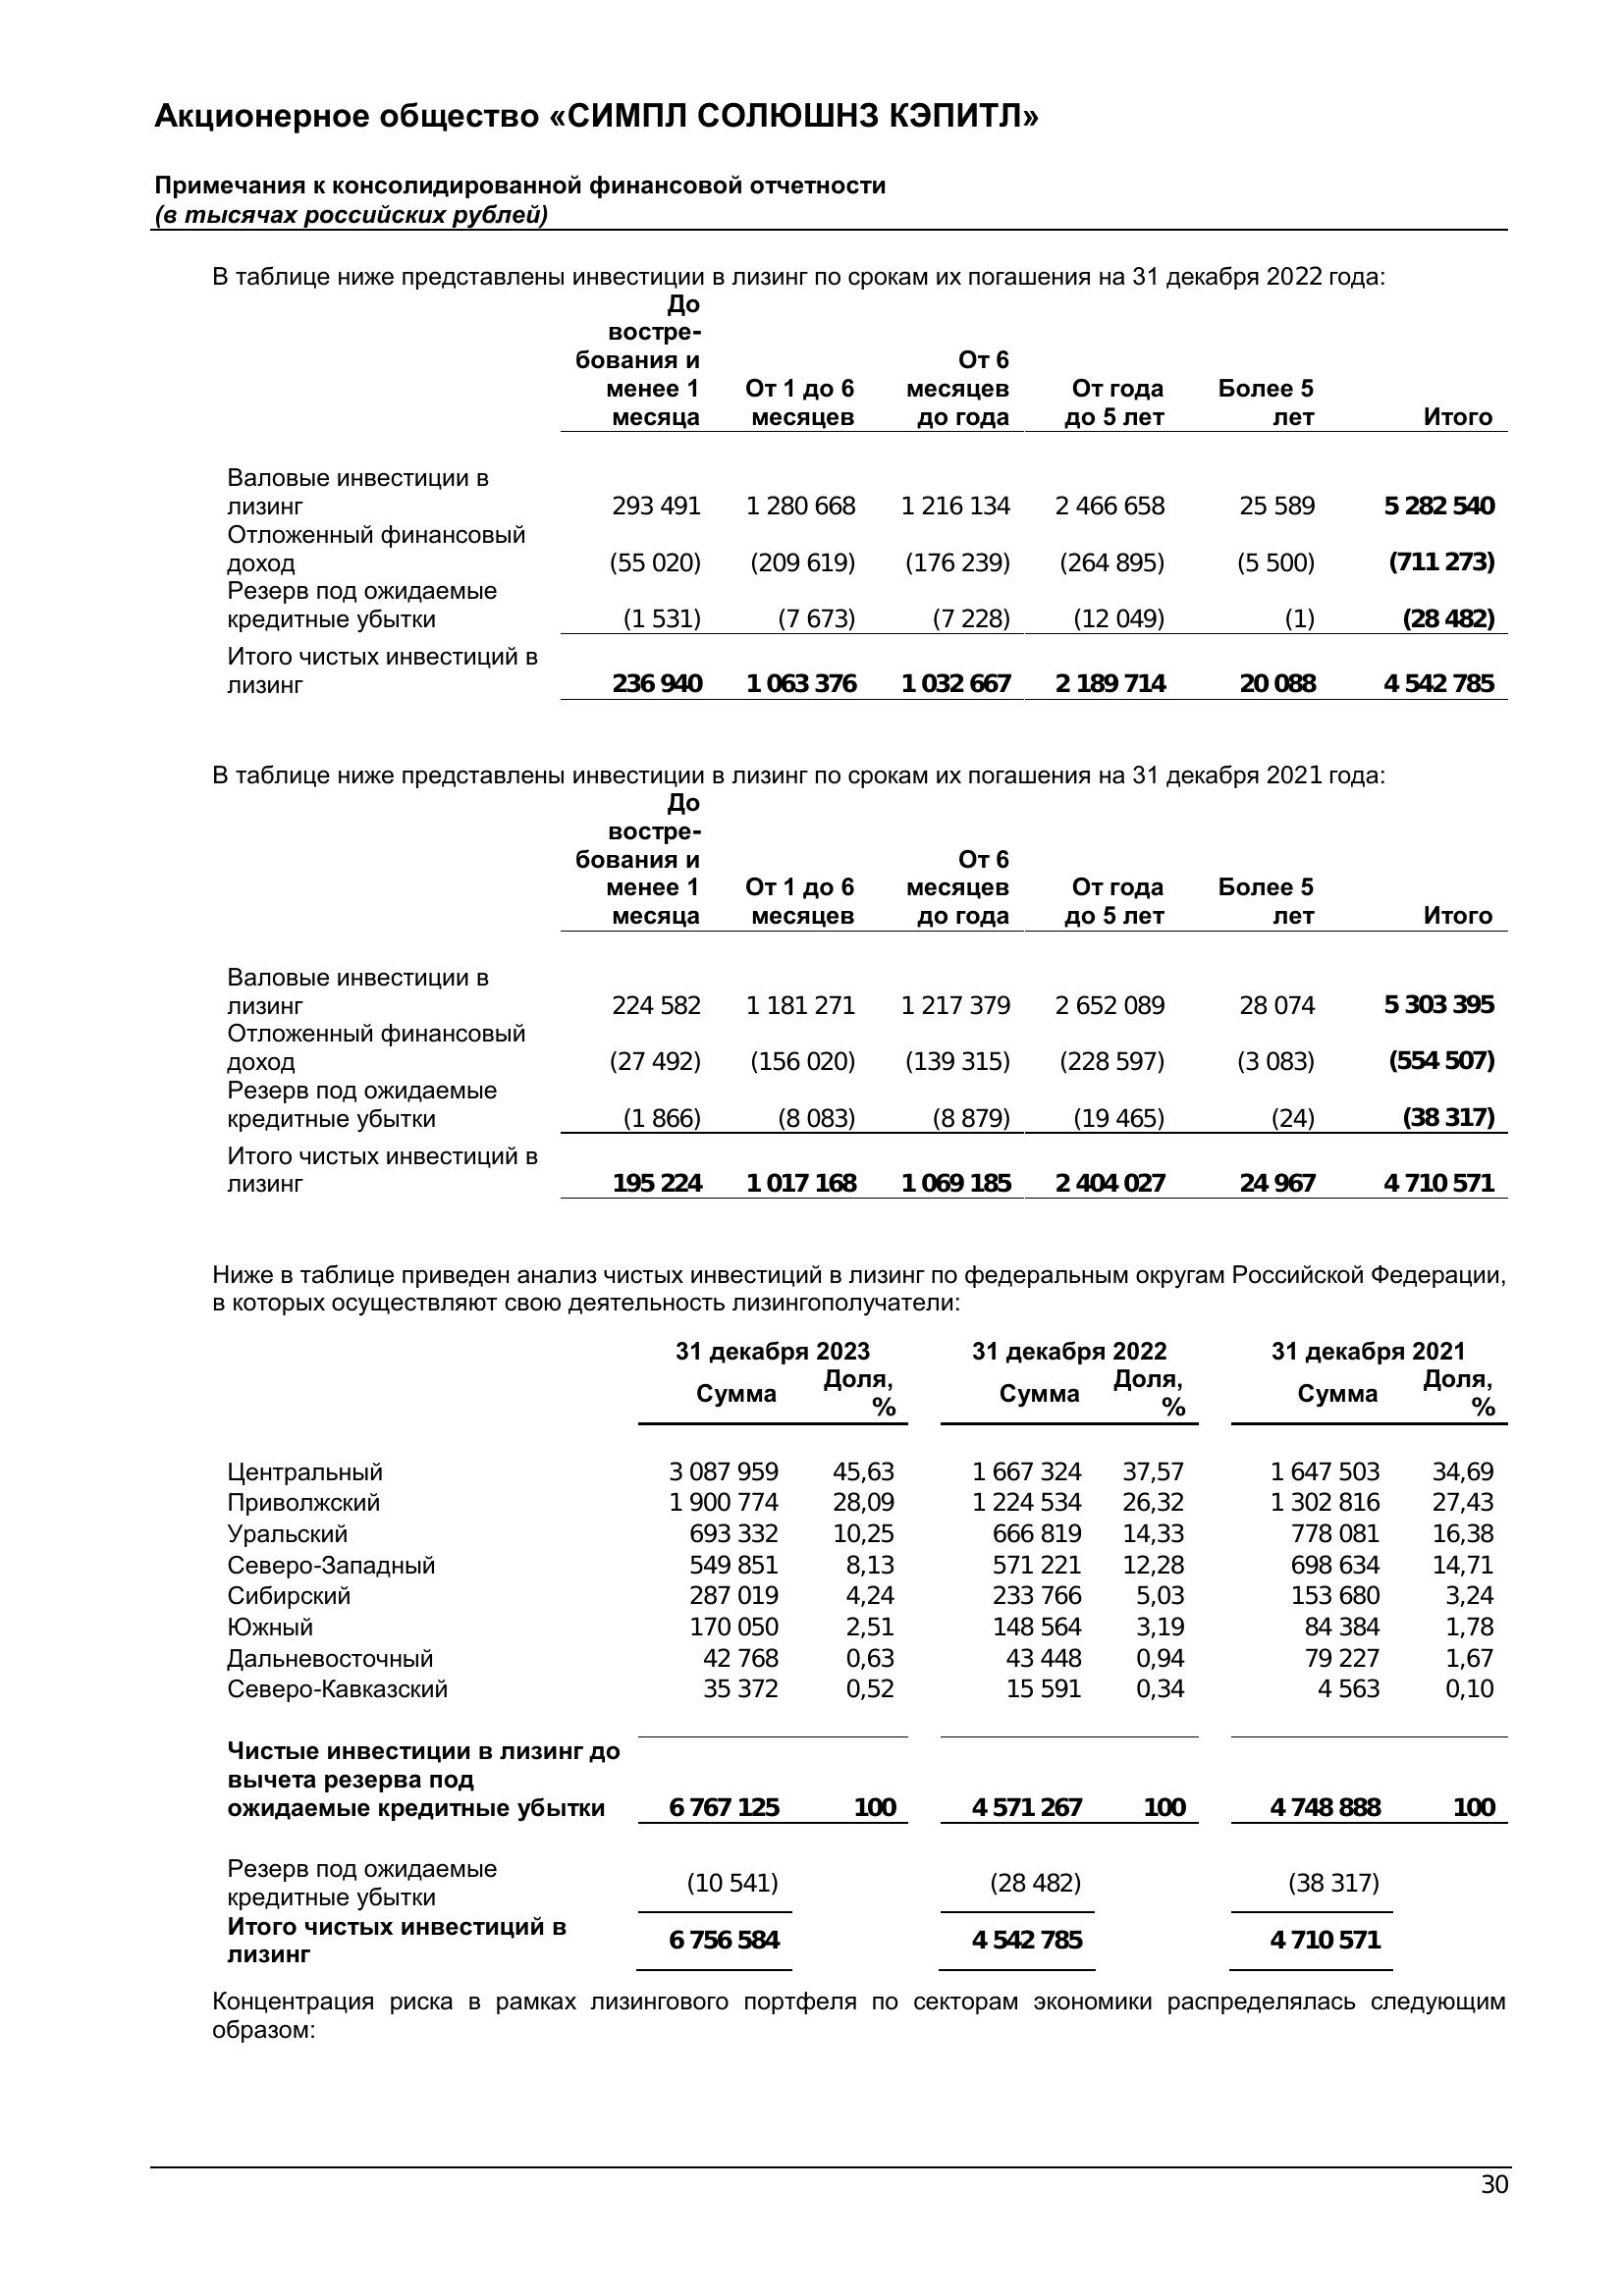 Акционерное общество «СИМПЛ СОЛЮШНЗ КЭПИТЛ»
Примечания к консолидированной финансовой отчетности
(в тысячах российских рублей)
В таблице ниже представлены инвестиции в лизинг по срокам их погашения на 31 декабря 2022 года:
До
востре-
бования и От 6
менее 1 От 1 до 6 месяцев От года Более 5
месяца месяцев до года до 5 лет лет Итого
Валовые инвестиции в
лизинг 293 491 1 280 668 1 216 134 2 466 658 25 589 5 282 540
Отложенный финансовый
доход (55 020) (209 619) (176 239) (264 895) (5 500) (711 273)
Резерв под ожидаемые
кредитные убытки (1 531) (7 673) (7 228) (12 049) (1) (28 482)
Итого чистых инвестиций в
лизинг 236 940 1 063 376 1 032 667 2 189 714 20 088 4 542 785
В таблице ниже представлены инвестиции в лизинг по срокам их погашения на 31 декабря 2021 года:
До
востре-
бования и От 6
менее 1 От 1 до 6 месяцев От года Более 5
месяца месяцев до года до 5 лет лет Итого
Валовые инвестиции в
лизинг 224 582 1 181 271 1 217 379 2 652 089 28 074 5 303 395
Отложенный финансовый
доход (27 492) (156 020) (139 315) (228 597) (3 083) (554 507)
Резерв под ожидаемые
кредитные убытки (1 866) (8 083) (8 879) (19 465) (24) (38 317)
Итого чистых инвестиций в
лизинг 195 224 1 017 168 1 069 185 2 404 027 24 967 4 710 571
Ниже в таблице приведен анализ чистых инвестиций в лизинг по федеральным округам Российской Федерации,
в которых осуществляют свою деятельность лизингополучатели:
31 декабря 2023 31 декабря 2022 31 декабря 2021
Сумма Доля, % Сумма Доля, % Сумма Доля, %
Центральный 3 087 959 45,63 1 667 324 37,57 1 647 503 34,69
Приволжский 1 900 774 28,09 1 224 534 26,32 1 302 816 27,43
Уральский 693 332 10,25 666 819 14,33 778 081 16,38
Северо-Западный 549 851 8,13 571 221 12,28 698 634 14,71
Сибирский 287 019 4,24 233 766 5,03 153 680 3,24
Южный 170 050 2,51 148 564 3,19 84 384 1,78
Дальневосточный 42 768 0,63 43 448 0,94 79 227 1,67
Северо-Кавказский 35 372 0,52 15 591 0,34 4 563 0,10
Чистые инвестиции в лизинг до
вычета резерва под
ожидаемые кредитные убытки 6 767 125 100 4 571 267 100 4 748 888 100
Резерв под ожидаемые
кредитные убытки (10 541) (28 482) (38 317)
Итого чистых инвестиций в
лизинг 6 756 584 4 542 785 4 710 571
Концентрация риска в рамках лизингового портфеля по секторам экономики распределялась следующим
образом:
30